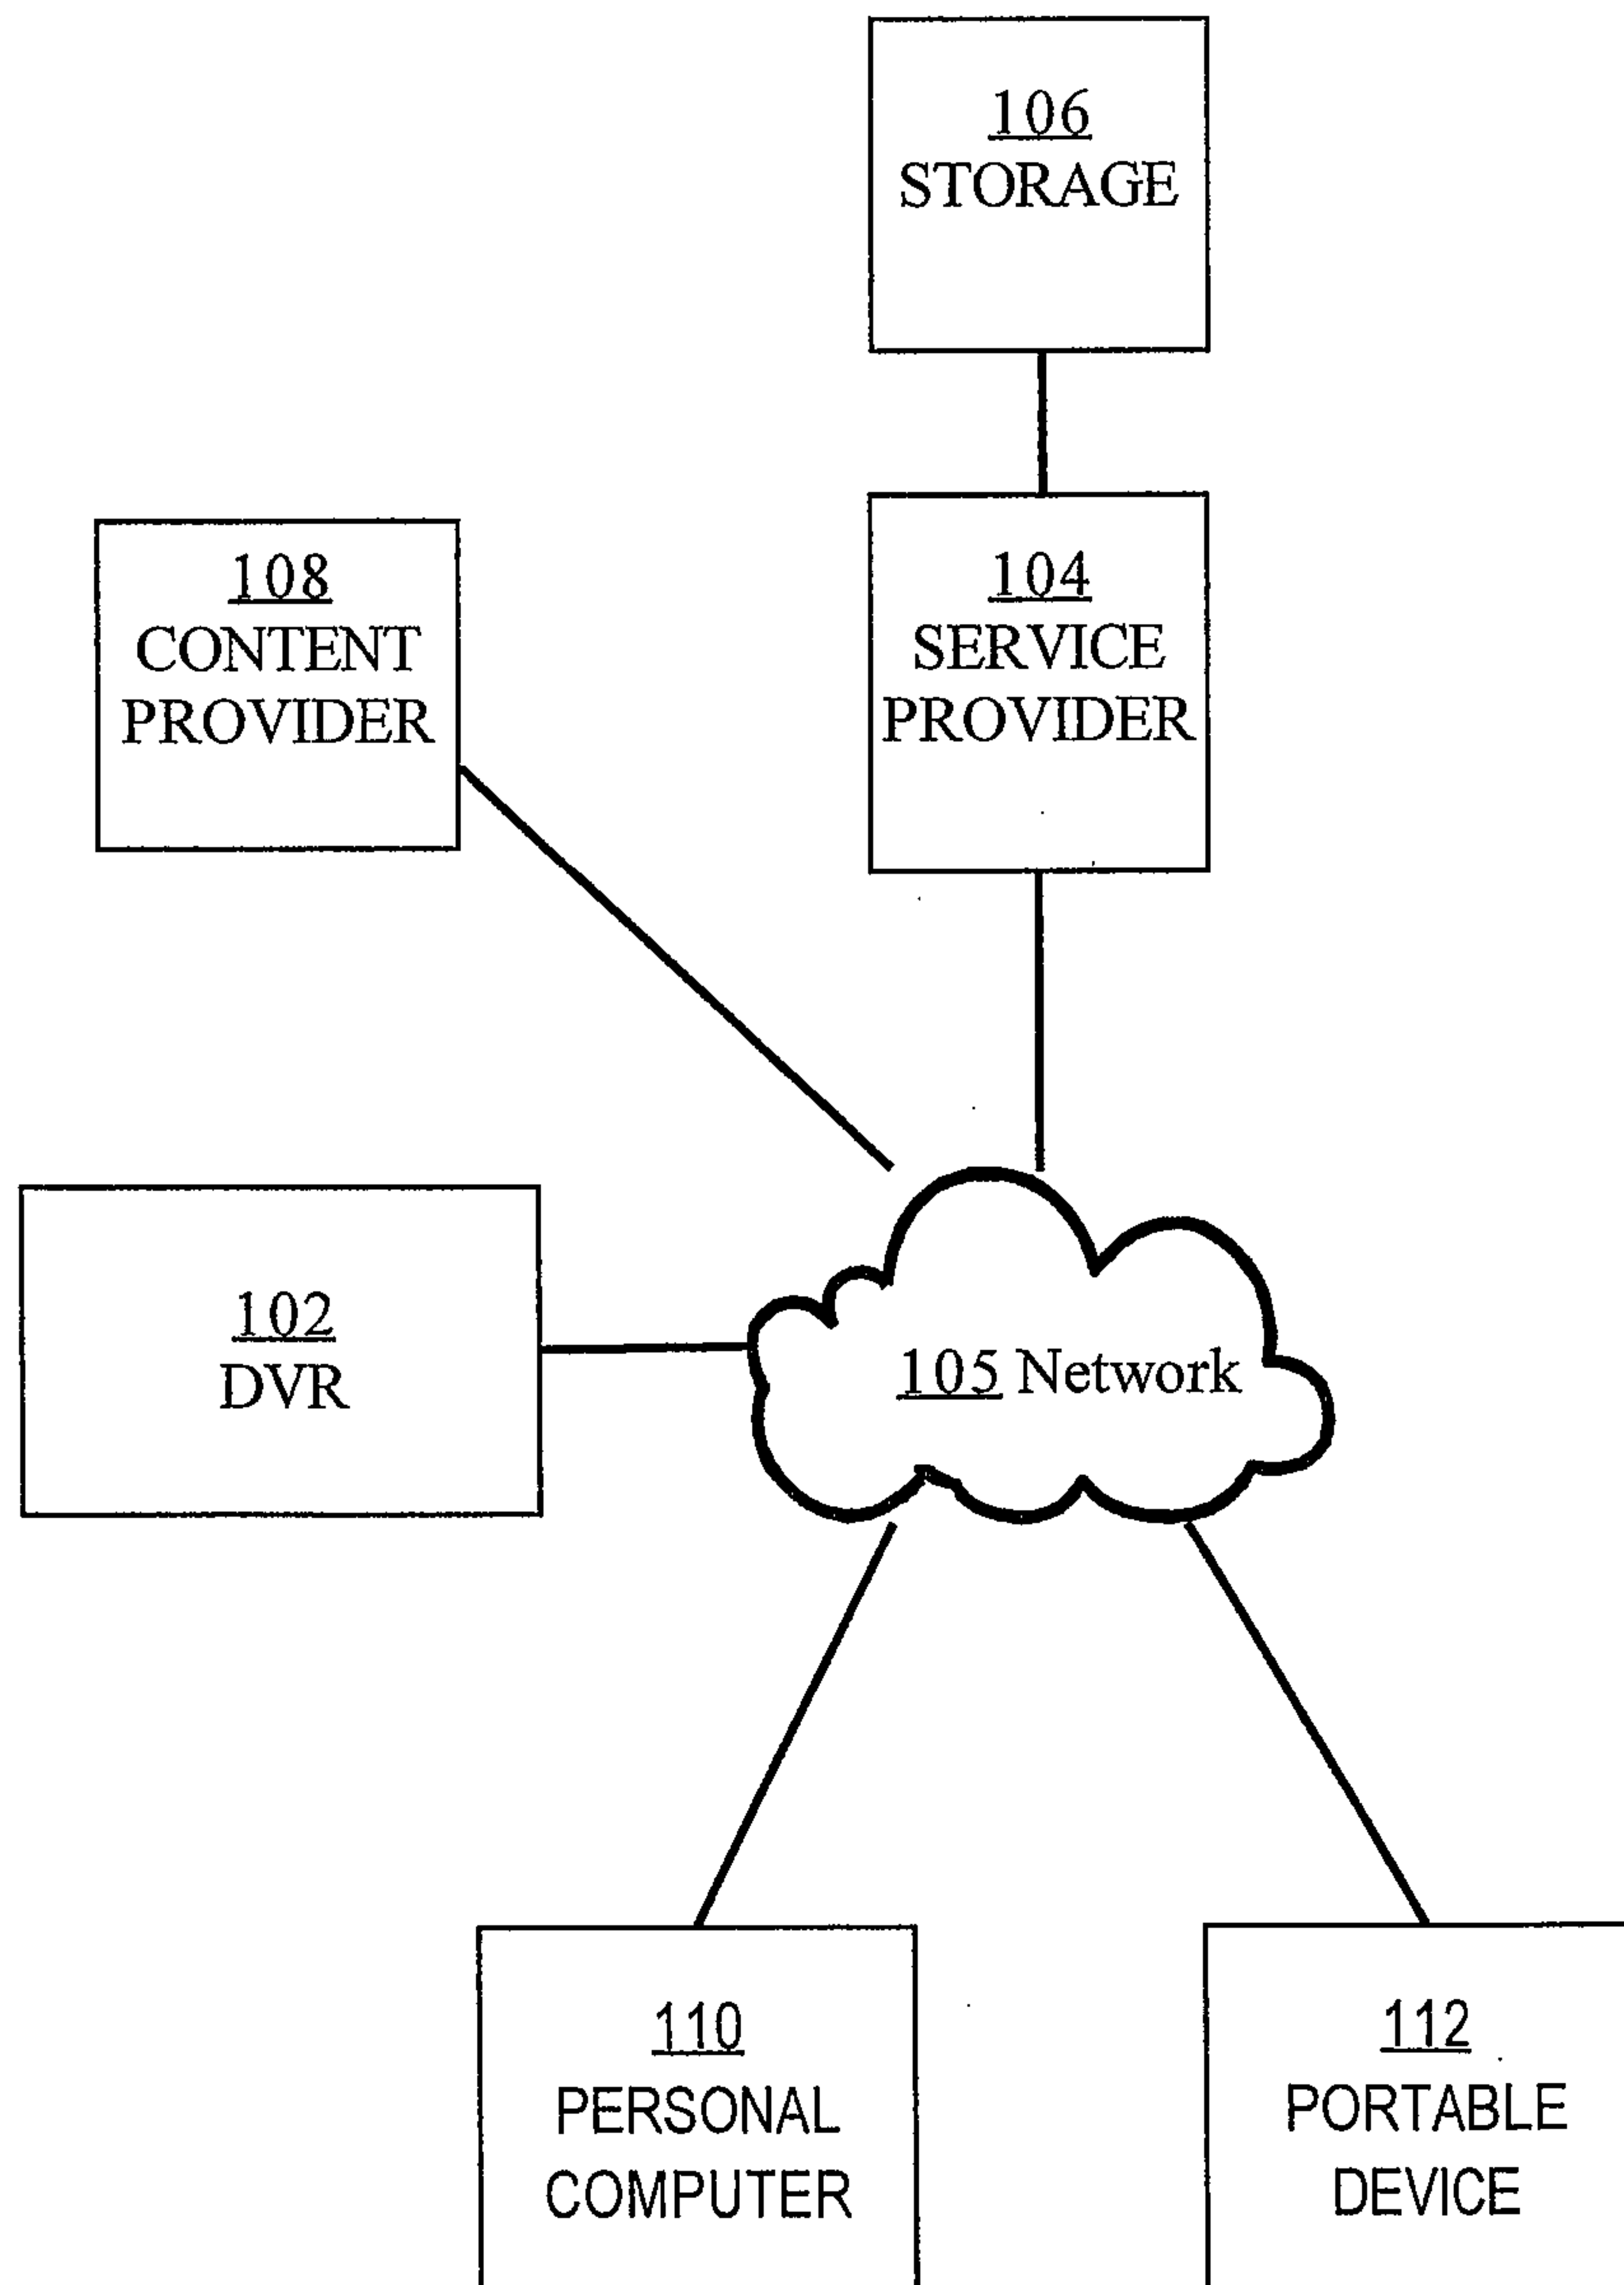 106
STORAGE
108
CONTENT
PROVIDER
104
SERVICE
PROVIDER
102
DVR
105 Network
110
PERSONAL
COMPUTER
112
PORTABLE
DEVICE